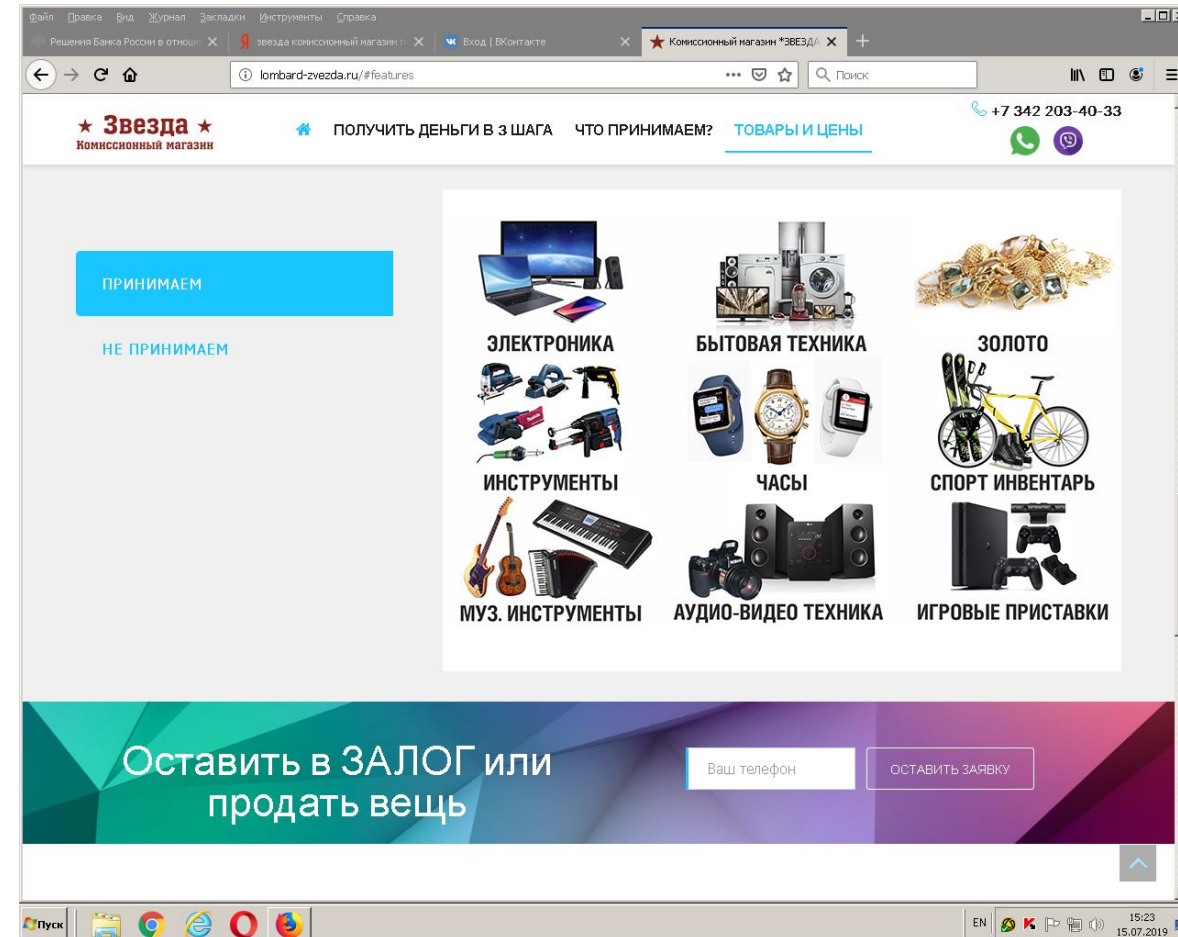 Файл Правка Вид Журнал Закладки Инструменты Справка
Решения Банка России в отноше
звезда комиссионный магазин п
Вход | ВКонтакте
Комиссионный магазин *ЗВЕЗДА
lombard-zvezda.ru/#features
Поиск
Звезда
Комиссионный магазин
ПОЛУЧИТЬ ДЕНЬГИ В 3 ШАГА
ЧТО ПРИНИМАЕМ?
ТОВАРЫ И ЦЕНЫ
+7 342 203-40-33
ПРИНИМАЕМ
НЕ ПРИНИМАЕМ
ЭЛЕКТРОНИКА
БЫТОВАЯ ТЕХНИКА
ЗОЛОТО
ИНСТРУМЕНТЫ
ЧАСЫ
СПОРТ ИНВЕНТАРЬ
МУЗ. ИНСТРУМЕНТЫ
АУДИО-ВИДЕО ТЕХНИКА
ИГРОВЫЕ ПРИСТАВКИ
Оставить в ЗАЛОГ или
продать вещь
Ваш телефон
ОСТАВИТЬ ЗАЯВКУ
Пуск
EN
15:23
15.07.2019